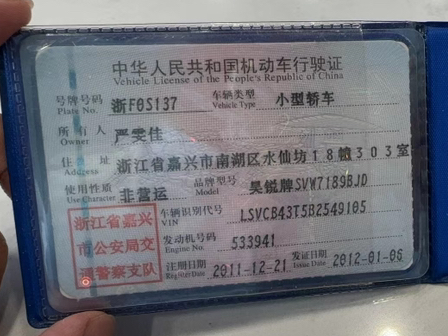 中华人民共和国机动车行驶证
Vehicle License of the People's Republic of China
号牌号码 浙F0S137 车辆类型 小型轿车
Plate No. Vehicle Type
所有人 严雯佳
Owner
住址 浙江省嘉兴市南湖区水仙坊18幢303室
Address
使用性质 非营运 品牌型号 昊锐牌SVW7189BJD
Use Character Model
浙江省嘉兴 车辆识别代号 LSVCB43T5B2549105
VIN
市公安局交 发动机号码 533941
Engine No.
通警察支队 注册日期 2011-12-21 发证日期 2012-01-06
Register Date Issue Date